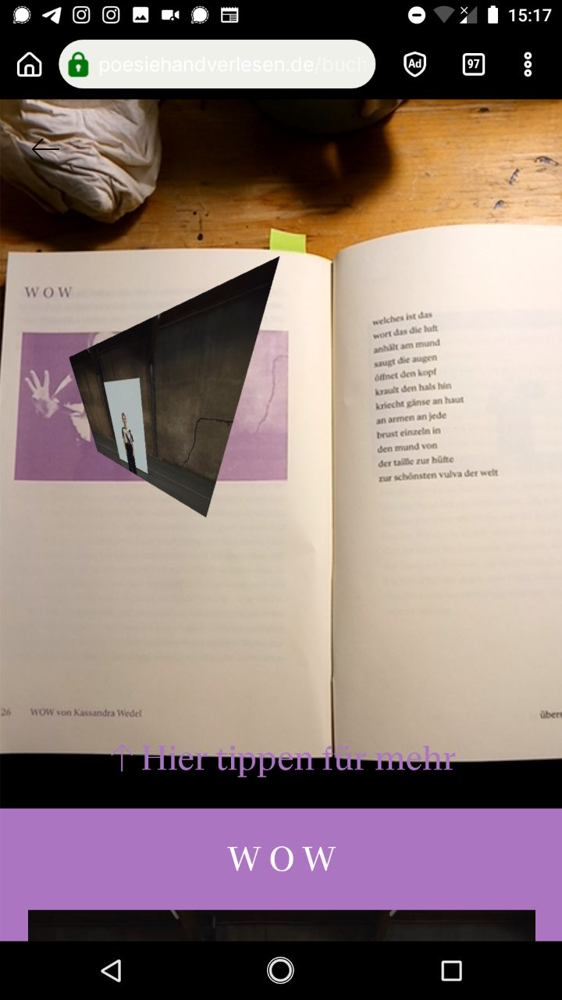 15:17
poesiehandverlesen.de/buch
Ad
97
WOW
welches ist das
wort das die luft
anhält am mund
saugt die augen
öffnet den kopf
krault den hals hin
kriecht gänse an haut
an armen an jede
brust einzeln in
den mund von
der taille zur hüfte
zur schönsten vulva der welt
26 WOW von Kassandra Wedel
↑ Hier tippen für mehr
WOW